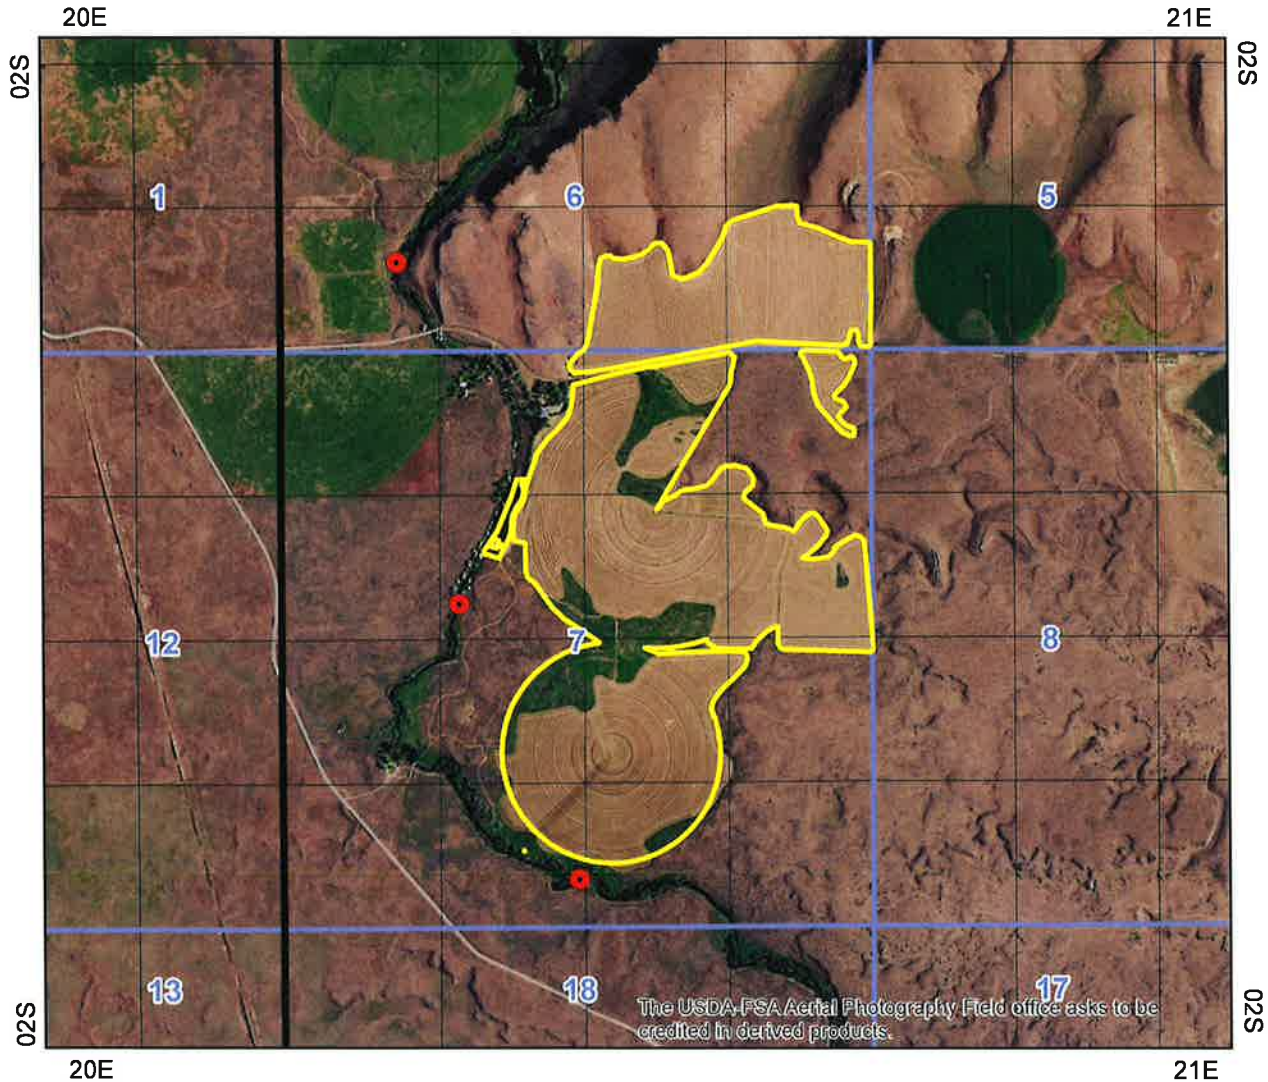 20E 21E
02S 02S
1 6 5
12 7 8
13 18 17
The USDA-FSA Aerial Photography Field office asks to be
credited in derived products.
02S 02S
20E 21E